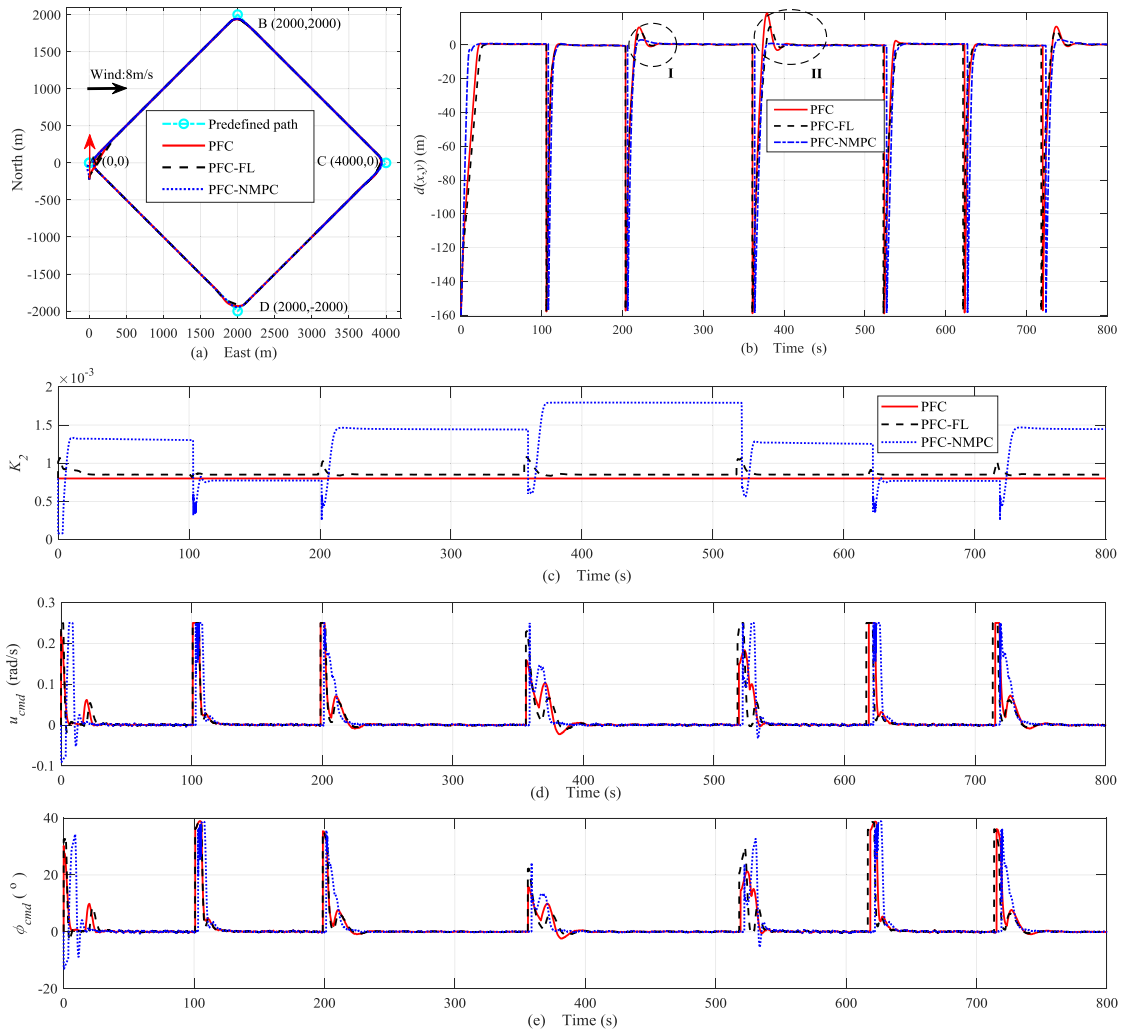 2000
1500
1000
500
0
-500
-1000
-1500
-2000
North (m)
B (2000,2000)
Wind:8m/s
(0,0)
C (4000,0)
D (2000,-2000)
Predefined path
PFC
PFC-FL
PFC-NMPC
0 500 1000 1500 2000 2500 3000 3500 4000
(a) East (m)
0
-20
-40
-60
-80
-100
-120
-140
-160
d(x,y) (m)
I
II
PFC
PFC-FL
PFC-NMPC
0 100 200 300 400 500 600 700 800
(b) Time (s)
×10⁻³
2
1.5
1
0.5
0
K₂
PFC
PFC-FL
PFC-NMPC
0 100 200 300 400 500 600 700 800
(c) Time (s)
0.3
0.2
0.1
0
-0.1
u_cmd (rad/s)
0 100 200 300 400 500 600 700 800
(d) Time (s)
40
20
0
-20
ϕ_cmd ( º )
0 100 200 300 400 500 600 700 800
(e) Time (s)